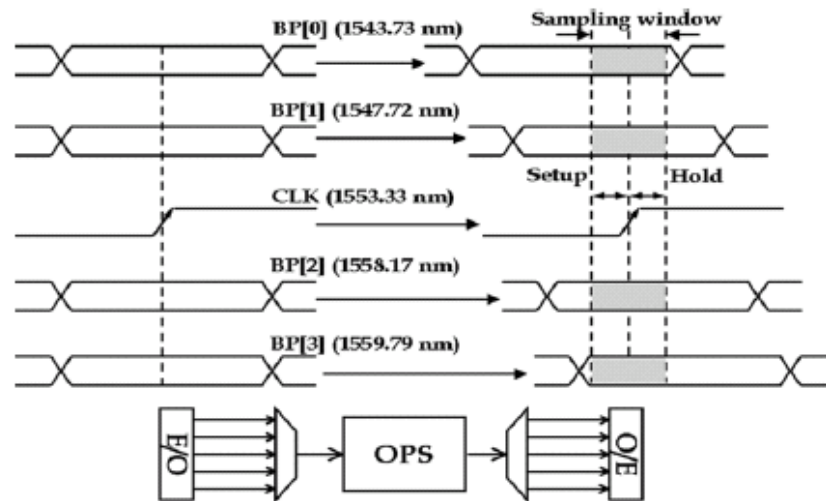 BP[0] (1543.73 nm)
Sampling window
BP[1] (1547.72 nm)
Setup
Hold
CLK (1553.33 nm)
BP[2] (1558.17 nm)
BP[3] (1559.79 nm)
E/O
OPS
O/E